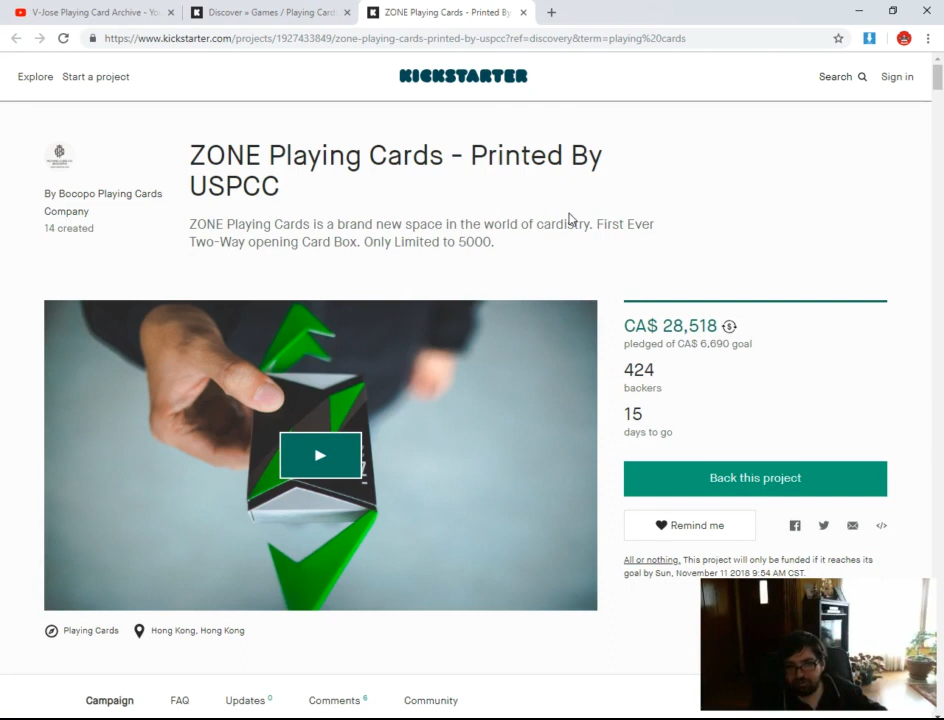 V-Jose Playing Card Archive - Yo
Discover » Games / Playing Card
ZONE Playing Cards - Printed By
https://www.kickstarter.com/projects/1927433849/zone-playing-cards-printed-by-uspcc?ref=discovery&term=playing%20cards
Explore Start a project
KICKSTARTER
Search Sign in
ZONE Playing Cards - Printed By
USPCC
By Bocopo Playing Cards
Company
14 created
ZONE Playing Cards is a brand new space in the world of cardistry. First Ever
Two-Way opening Card Box. Only Limited to 5000.
CA$ 28,518
pledged of CA$ 6,690 goal
424
backers
15
days to go
Back this project
Remind me
All or nothing. This project will only be funded if it reaches its
goal by Sun, November 11 2018 9:54 AM CST.
Playing Cards Hong Kong, Hong Kong
Campaign FAQ Updates 0 Comments 6 Community